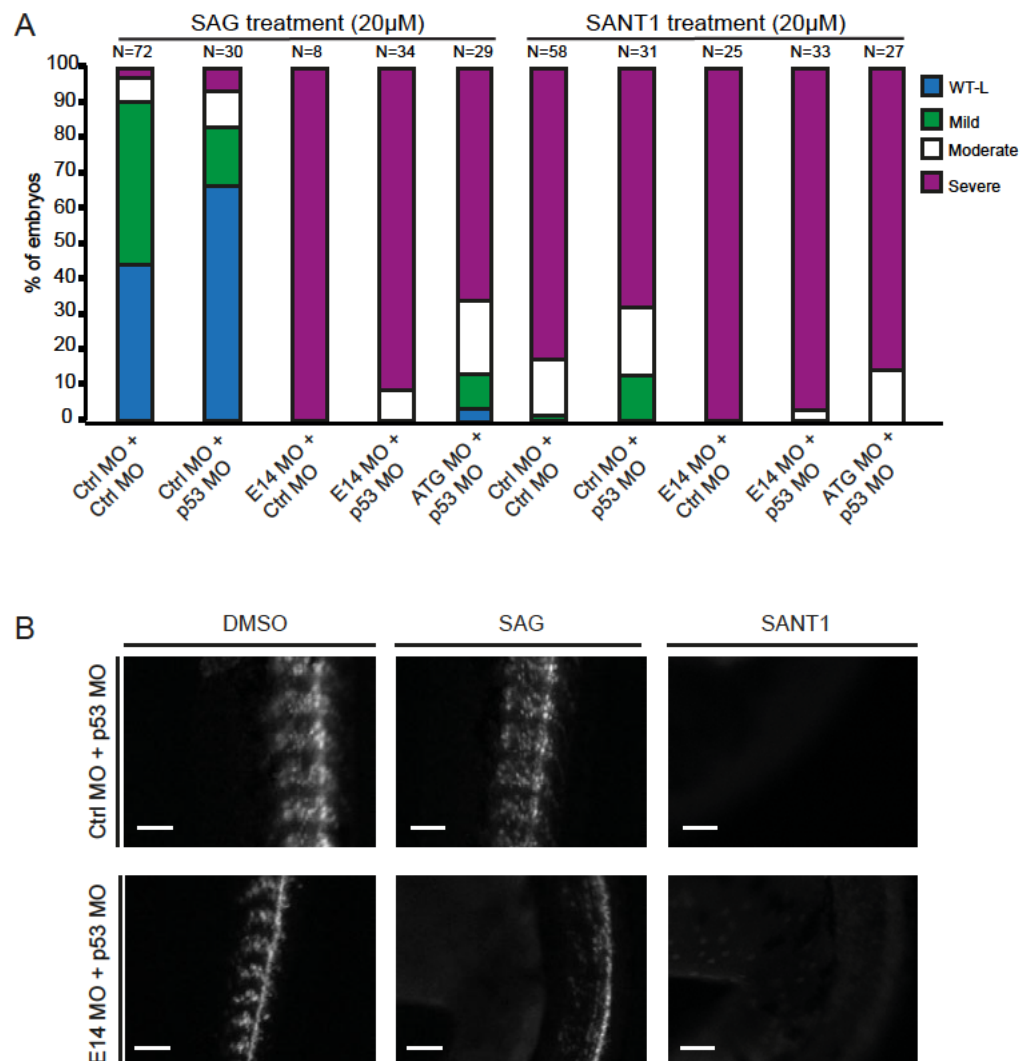 A
SAG treatment (20µM)
SANT1 treatment (20µM)
N=72 N=30 N=8 N=34 N=29 N=58 N=31 N=25 N=33 N=27
100
90
80
70
60
50
40
30
20
10
0
% of embryos
WT-L
Mild
Moderate
Severe
Ctrl MO +
Ctrl MO
Ctrl MO +
p53 MO
E14 MO +
Ctrl MO
E14 MO +
p53 MO
ATG MO +
p53 MO
Ctrl MO +
Ctrl MO
Ctrl MO +
p53 MO
E14 MO +
Ctrl MO
E14 MO +
p53 MO
ATG MO +
p53 MO
B
DMSO
SAG
SANT1
Ctrl MO + p53 MO
E14 MO + p53 MO